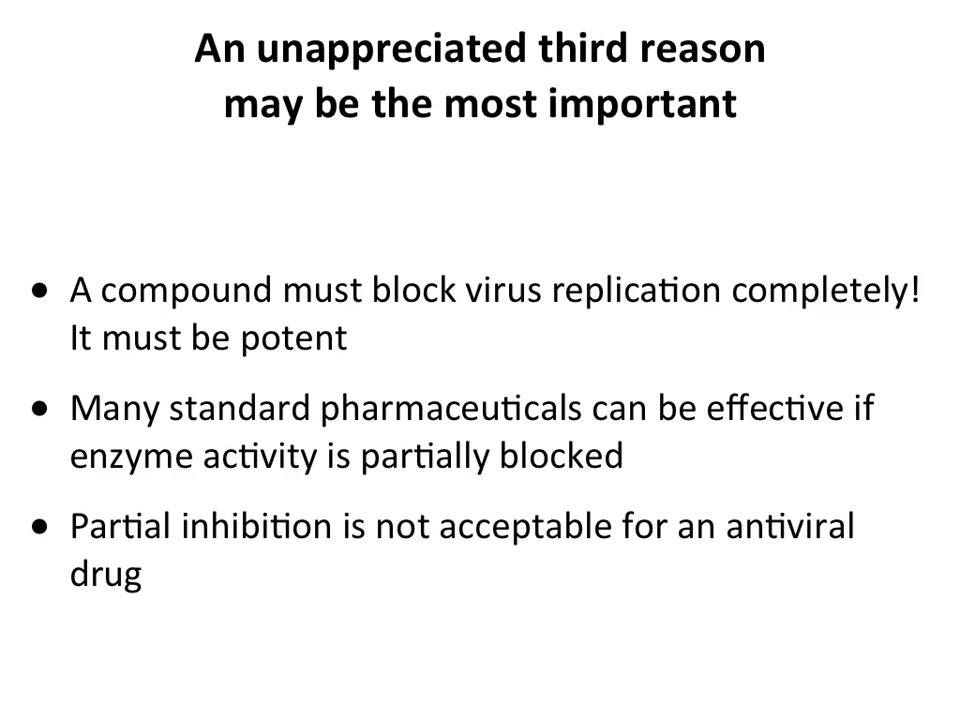 An unappreciated third reason
may be the most important
• A compound must block virus replication completely!
It must be potent
• Many standard pharmaceuticals can be effective if
enzyme activity is partially blocked
• Partial inhibition is not acceptable for an antiviral
drug